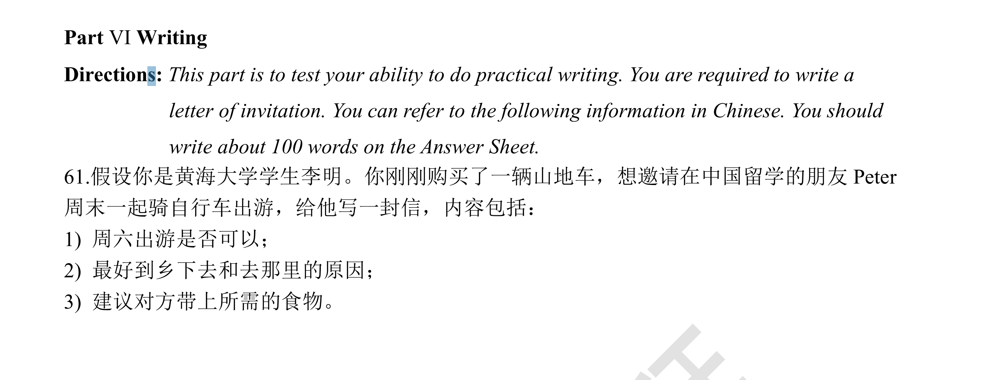 Part VI Writing
Directions: This part is to test your ability to do practical writing. You are required to write a
letter of invitation. You can refer to the following information in Chinese. You should
write about 100 words on the Answer Sheet.
61.假设你是黄海大学学生李明。你刚刚购买了一辆山地车，想邀请在中国留学的朋友 Peter
周末一起骑自行车出游，给他写一封信，内容包括：
1) 周六出游是否可以；
2) 最好到乡下去和去那里的原因；
3) 建议对方带上所需的食物。